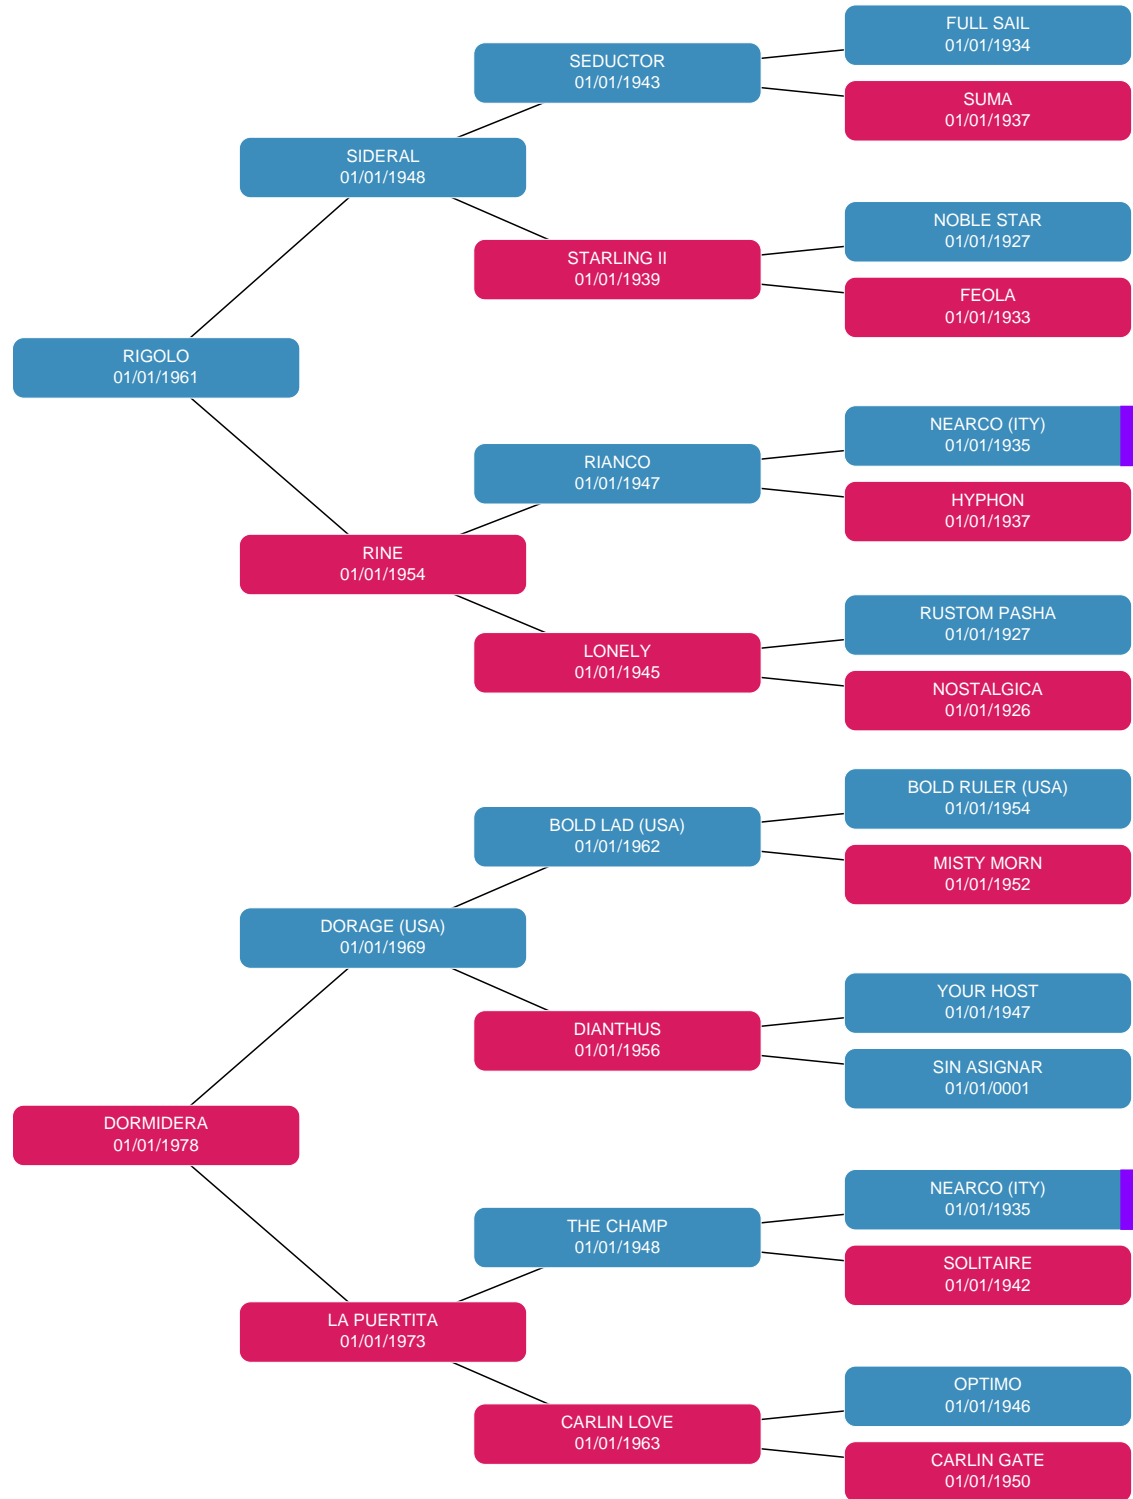 FULL SAIL
01/01/1934
SEDUCTOR
01/01/1943
SUMA
01/01/1937
SIDERAL
01/01/1948
NOBLE STAR
01/01/1927
STARLING II
01/01/1939
FEOLA
01/01/1933
RIGOLO
01/01/1961
NEARCO (ITY)
01/01/1935
RIANCO
01/01/1947
HYPHON
01/01/1937
RINE
01/01/1954
RUSTOM PASHA
01/01/1927
LONELY
01/01/1945
NOSTALGICA
01/01/1926
BOLD RULER (USA)
01/01/1954
BOLD LAD (USA)
01/01/1962
MISTY MORN
01/01/1952
DORAGE (USA)
01/01/1969
YOUR HOST
01/01/1947
DIANTHUS
01/01/1956
SIN ASIGNAR
01/01/0001
DORMIDERA
01/01/1978
NEARCO (ITY)
01/01/1935
THE CHAMP
01/01/1948
SOLITAIRE
01/01/1942
LA PUERTITA
01/01/1973
OPTIMO
01/01/1946
CARLIN LOVE
01/01/1963
CARLIN GATE
01/01/1950